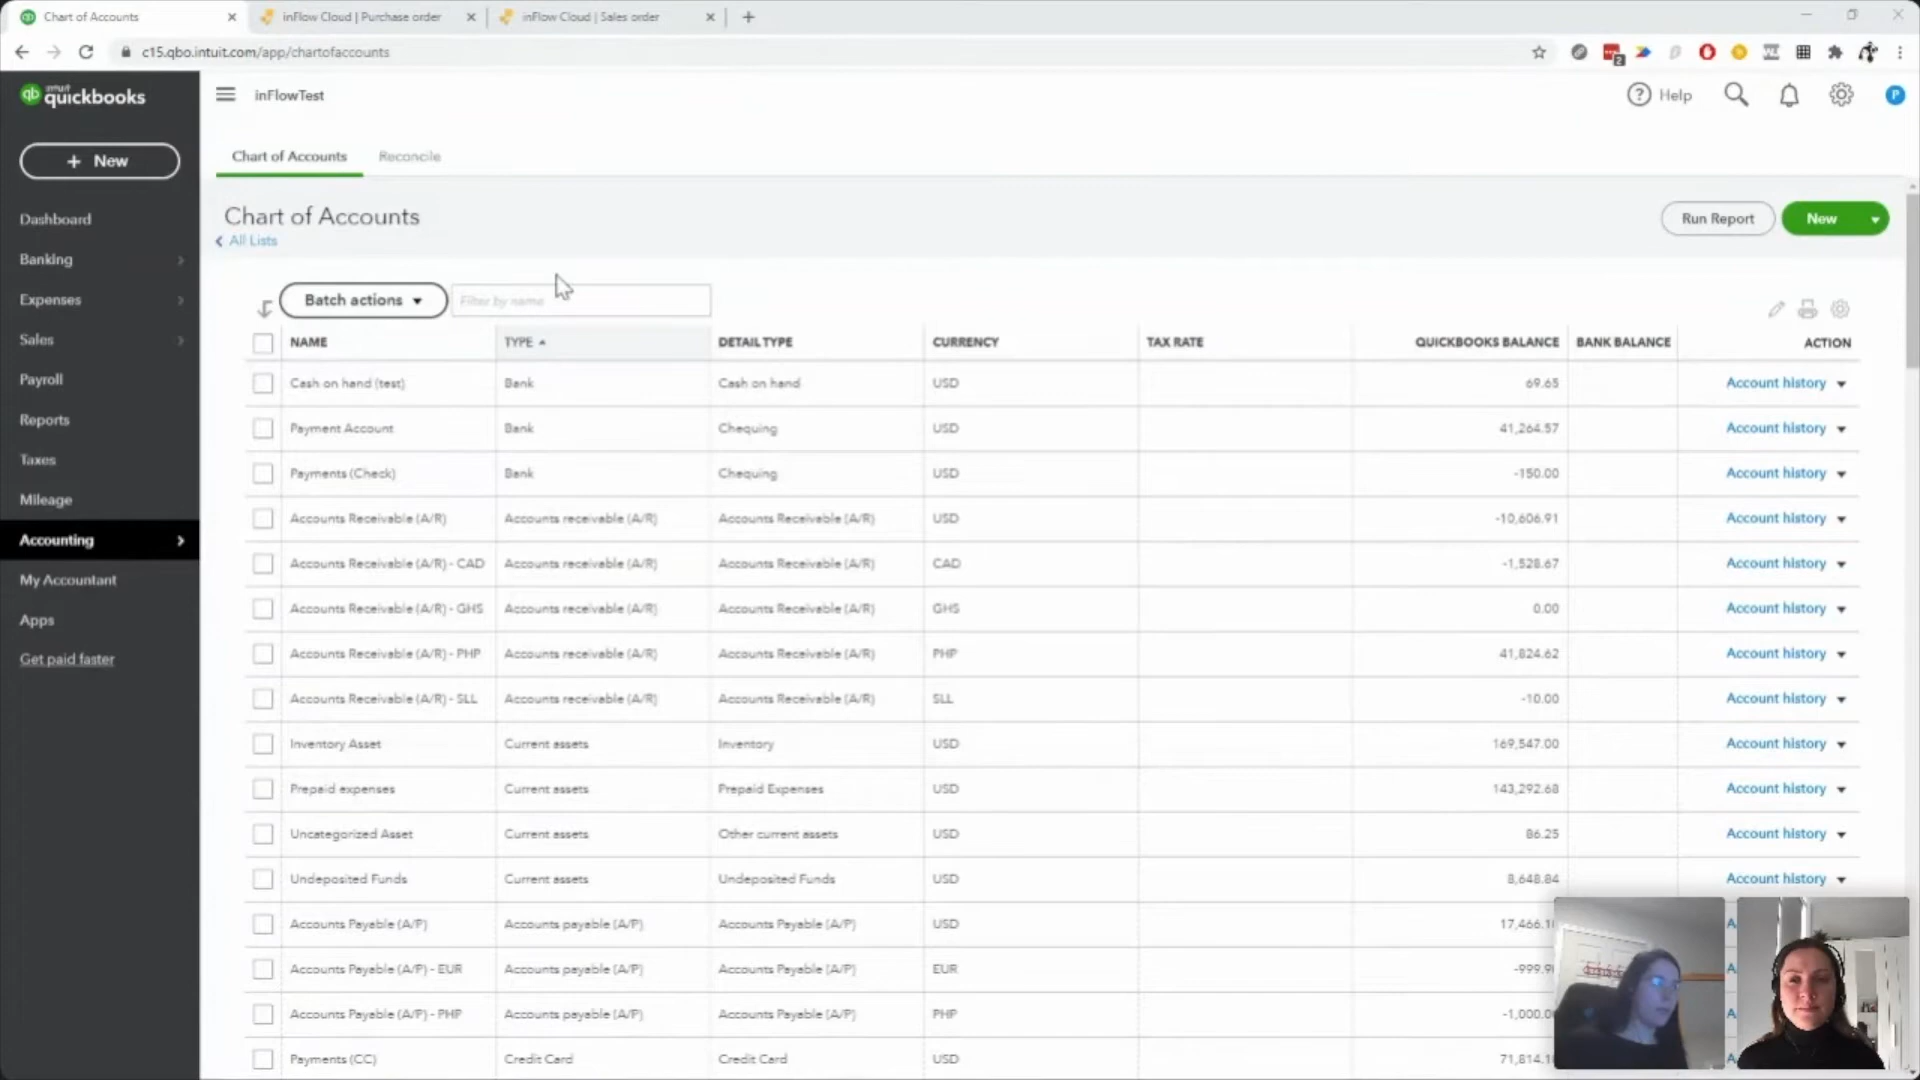 Chart of Accounts
inFlow Cloud | Purchase order
inFlow Cloud | Sales order
c15.qbo.intuit.com/app/chartofaccounts
2
qb intuit quickbooks
inFlowTest
? Help
P
+ New
Chart of Accounts Reconcile
Dashboard
Banking
Expenses
Sales
Payroll
Reports
Taxes
Mileage
Accounting
My Accountant
Apps
Get paid faster
Chart of Accounts
All Lists
Run Report New
Batch actions Filter by name
NAME TYPE DETAIL TYPE CURRENCY TAX RATE QUICKBOOKS BALANCE BANK BALANCE ACTION
Cash on hand (test) Bank Cash on hand USD 69.65 Account history
Payment Account Bank Chequing USD 41,264.57 Account history
Payments (Check) Bank Chequing USD -150.00 Account history
Accounts Receivable (A/R) Accounts receivable (A/R) Accounts Receivable (A/R) USD -10,606.91 Account history
Accounts Receivable (A/R) - CAD Accounts receivable (A/R) Accounts Receivable (A/R) CAD -1,528.67 Account history
Accounts Receivable (A/R) - GHS Accounts receivable (A/R) Accounts Receivable (A/R) GHS 0.00 Account history
Accounts Receivable (A/R) - PHP Accounts receivable (A/R) Accounts Receivable (A/R) PHP 41,824.62 Account history
Accounts Receivable (A/R) - SLL Accounts receivable (A/R) Accounts Receivable (A/R) SLL -10.00 Account history
Inventory Asset Current assets Inventory USD 169,547.00 Account history
Prepaid expenses Current assets Prepaid Expenses USD 143,292.68 Account history
Uncategorized Asset Current assets Other current assets USD 86.25 Account history
Undeposited Funds Current assets Undeposited Funds USD 8,648.84 Account history
Accounts Payable (A/P) Accounts payable (A/P) Accounts Payable (A/P) USD 17,466.1 A
Accounts Payable (A/P) - EUR Accounts payable (A/P) Accounts Payable (A/P) EUR -999.9 A
Accounts Payable (A/P) - PHP Accounts payable (A/P) Accounts Payable (A/P) PHP -1,000.0 A
Payments (CC) Credit Card Credit Card USD 71,814.1 A